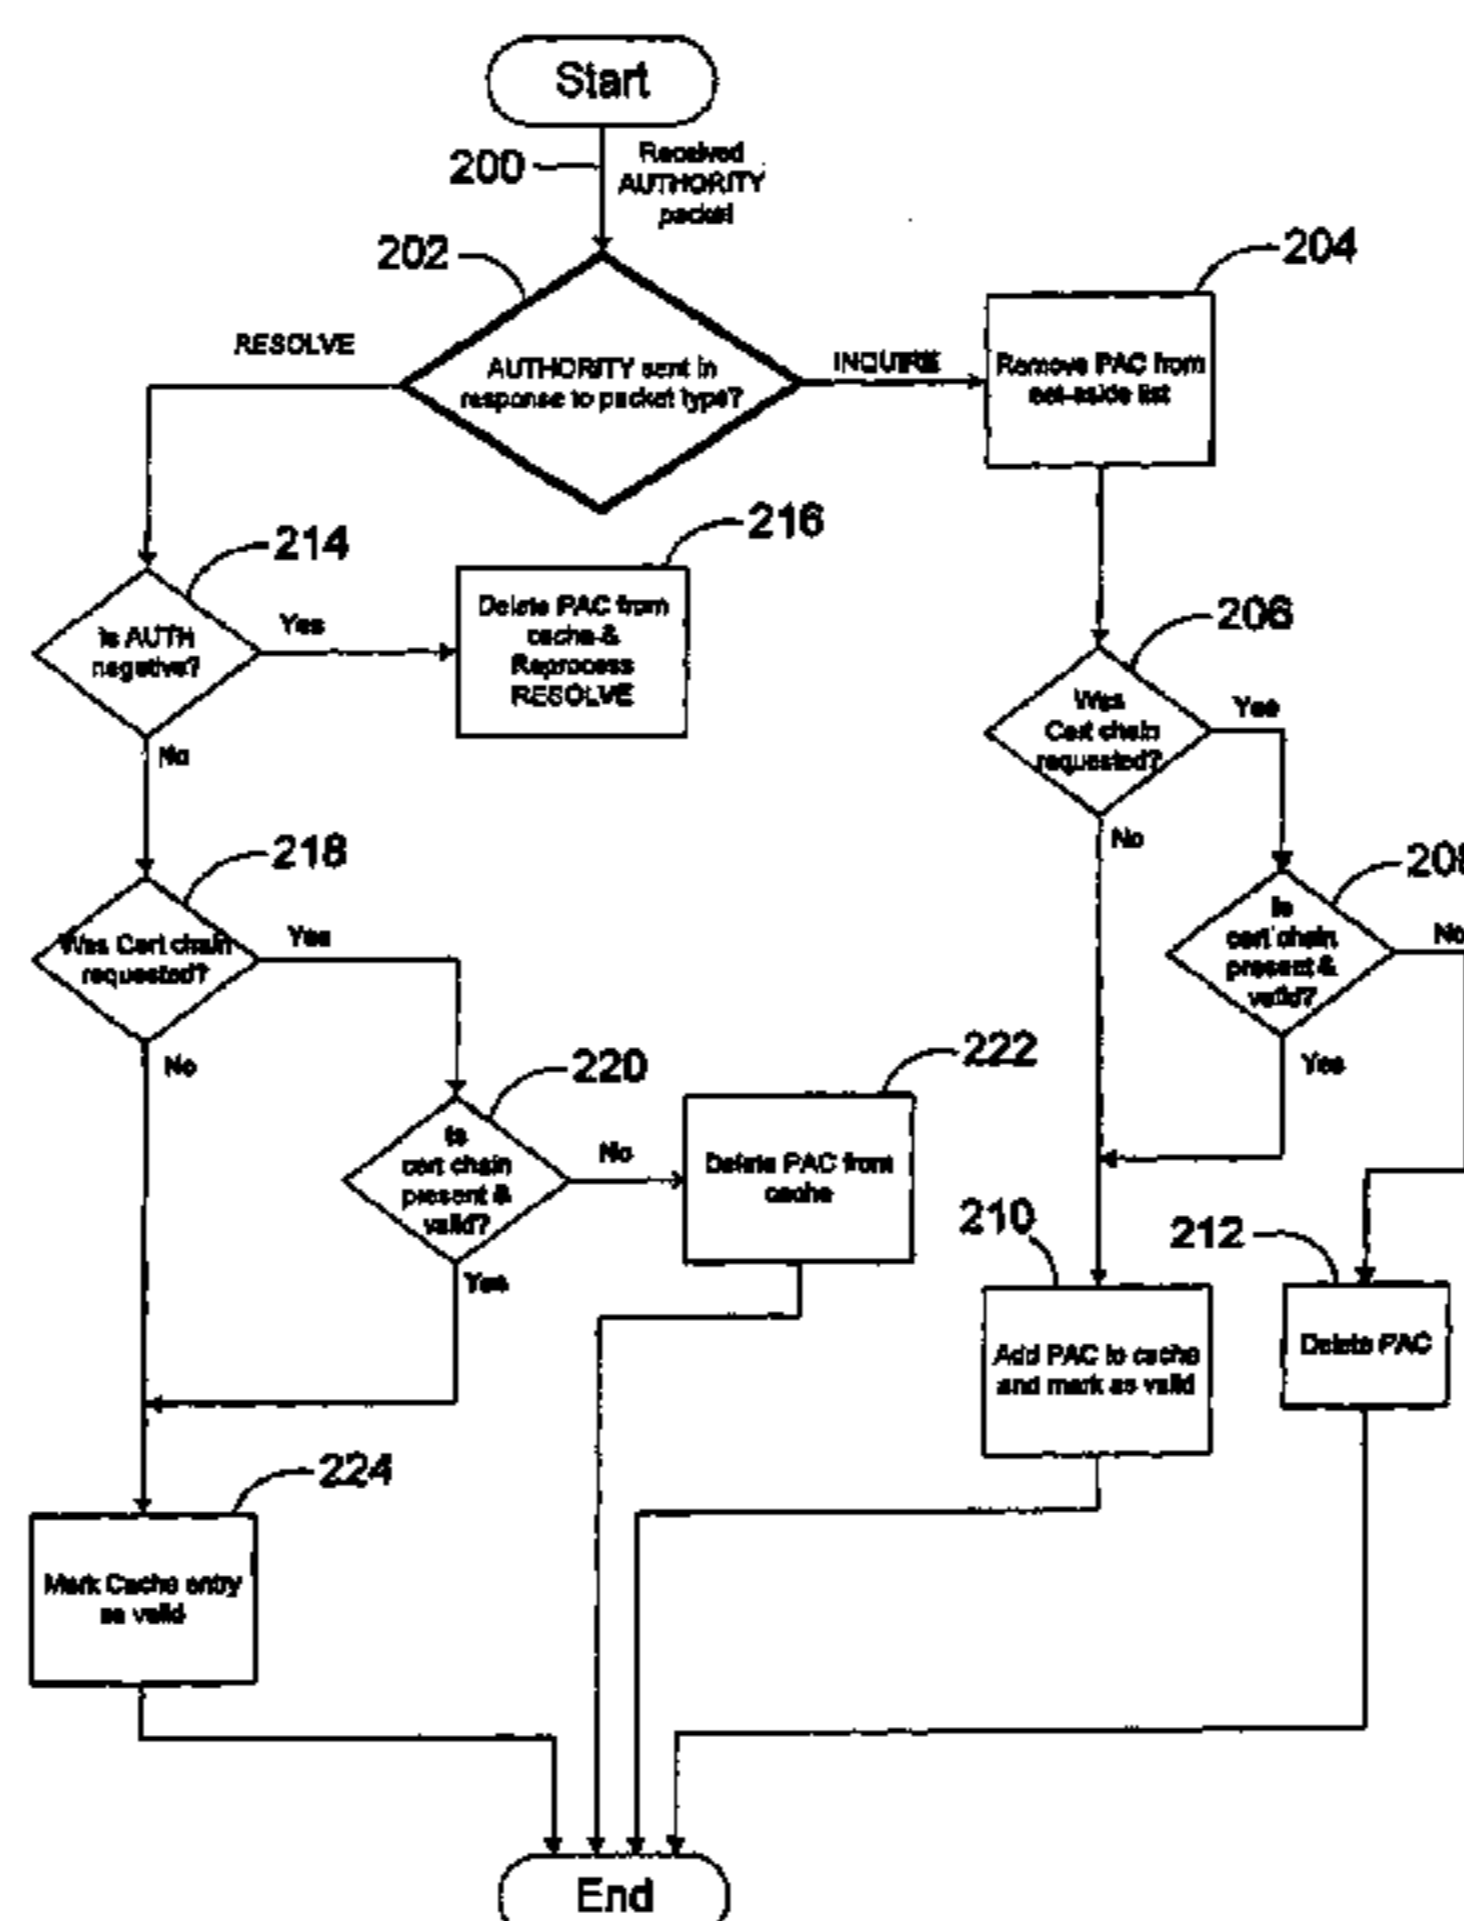 Start
200
Received
AUTHORITY
packet
202
204
RESOLVE
AUTHORITY sent in
response to packet type?
INQUIRE
Remove PAC from
set-aside list
214
216
Is AUTH
negative?
Yes
Delete PAC from
cache &
Reprocess
RESOLVE
206
Was
Cert chain
requested?
Yes
No
No
218
208
Was Cert chain
requested?
Yes
Is
cert chain
present &
valid?
No
No
220
222
Yes
Is
cert chain
present &
valid?
No
Delete PAC from
cache
210
212
Yes
Add PAC to cache
and mark as valid
Delete PAC
224
Mark Cache entry
as valid
End